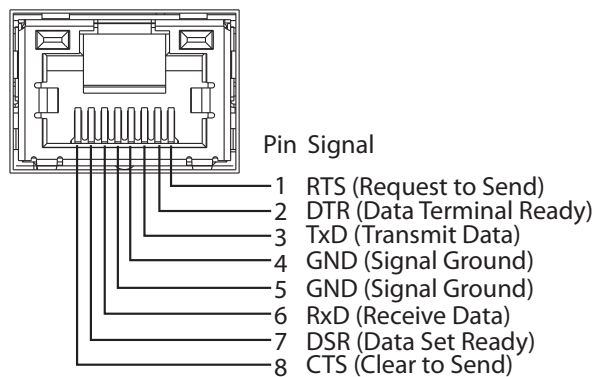 Pin Signal
1 RTS (Request to Send)
2 DTR (Data Terminal Ready)
3 TxD (Transmit Data)
4 GND (Signal Ground)
5 GND (Signal Ground)
6 RxD (Receive Data)
7 DSR (Data Set Ready)
8 CTS (Clear to Send)